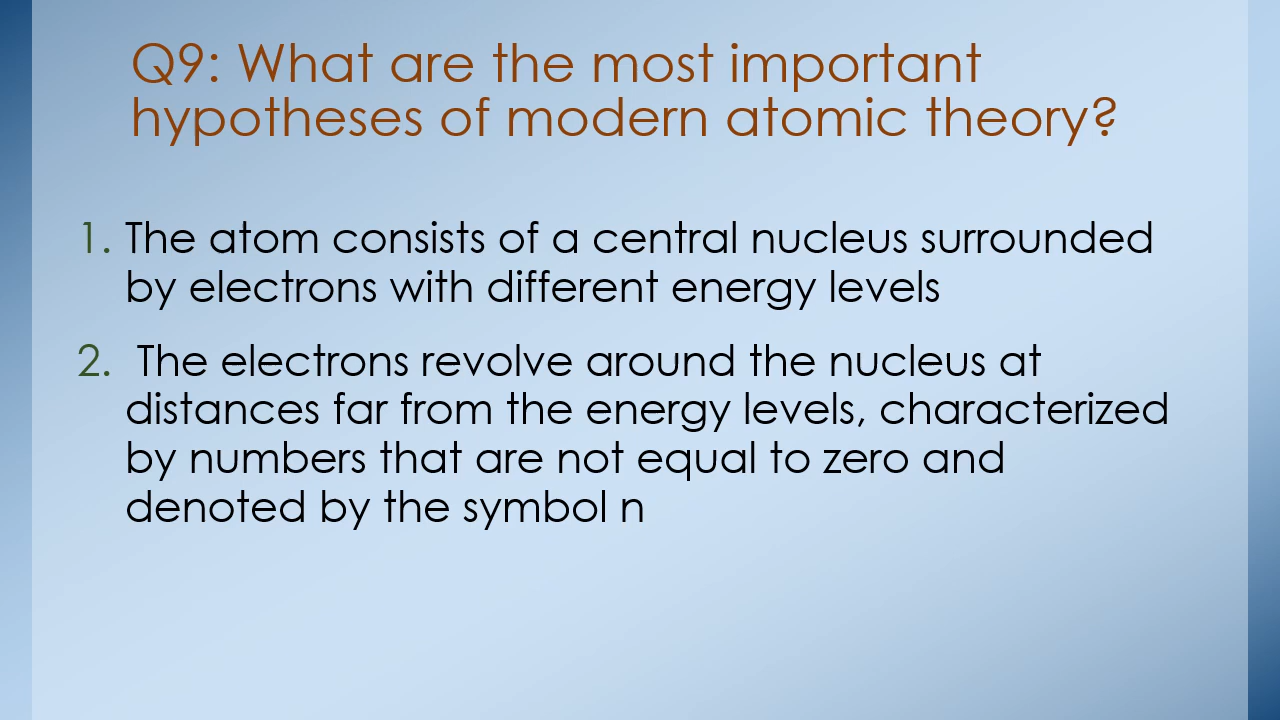 Q9: What are the most important
hypotheses of modern atomic theory?
1. The atom consists of a central nucleus surrounded
by electrons with different energy levels
2. The electrons revolve around the nucleus at
distances far from the energy levels, characterized
by numbers that are not equal to zero and
denoted by the symbol n